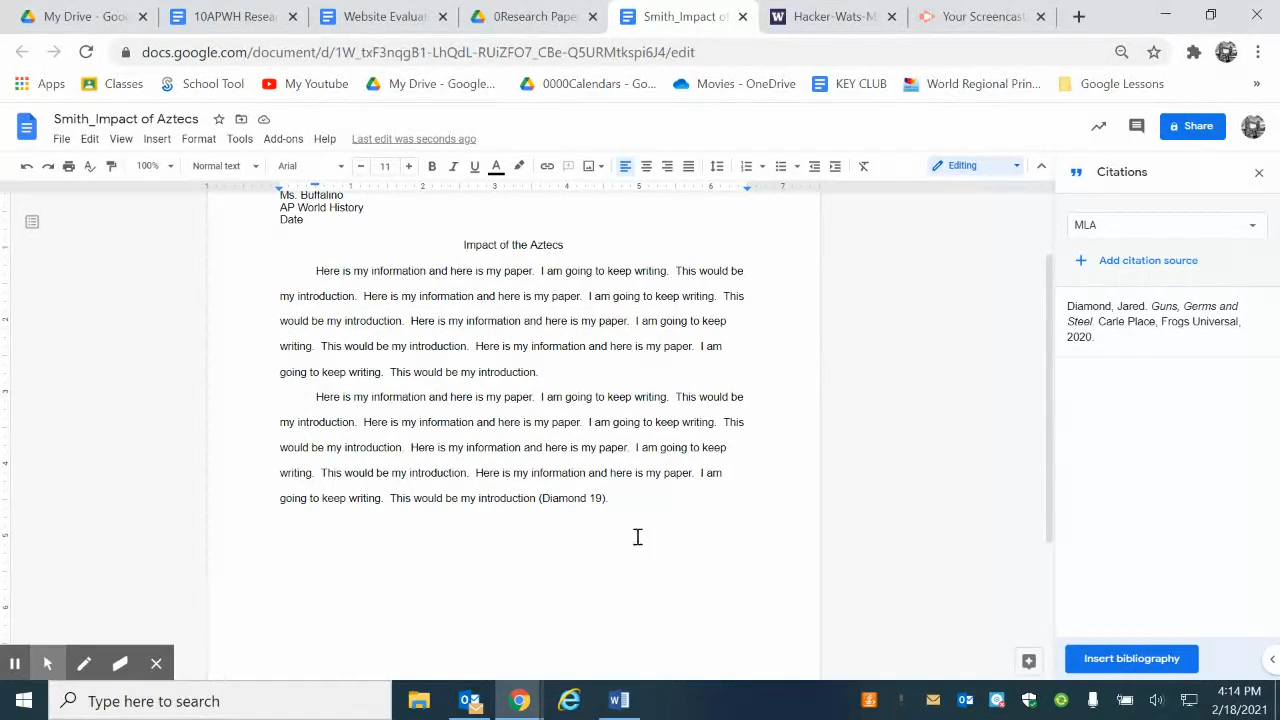 My Drive - Goo
10APWH Resea
Website Evaluat
0Research Pape
Smith_Impact of
Hacker-Wats-M
Your Screencast
docs.google.com/document/d/1W_txF3nqgB1-LhQdL-RUiZFO7_CBe-Q5URMtkspi6J4/edit
Apps
Classes
School Tool
My Youtube
My Drive - Google...
0000Calendars - Go...
Movies - OneDrive
KEY CLUB
World Regional Prin...
Google Lessons
»
Smith_Impact of Aztecs
File Edit View Insert Format Tools Add-ons Help Last edit was seconds ago
Share
100% Normal text Arial 11 B I U A Editing
1 1 2 3 4 5 6 7
Citations
MLA
Add citation source
Diamond, Jared. Guns, Germs and
Steel. Carle Place, Frogs Universal,
2020.
Ms. Buffalino
AP World History
Date
Impact of the Aztecs
Here is my information and here is my paper. I am going to keep writing. This would be
my introduction. Here is my information and here is my paper. I am going to keep writing. This
would be my introduction. Here is my information and here is my paper. I am going to keep
writing. This would be my introduction. Here is my information and here is my paper. I am
going to keep writing. This would be my introduction.
Here is my information and here is my paper. I am going to keep writing. This would be
my introduction. Here is my information and here is my paper. I am going to keep writing. This
would be my introduction. Here is my information and here is my paper. I am going to keep
writing. This would be my introduction. Here is my information and here is my paper. I am
going to keep writing. This would be my introduction (Diamond 19).
Insert bibliography
Type here to search
4:14 PM
2/18/2021